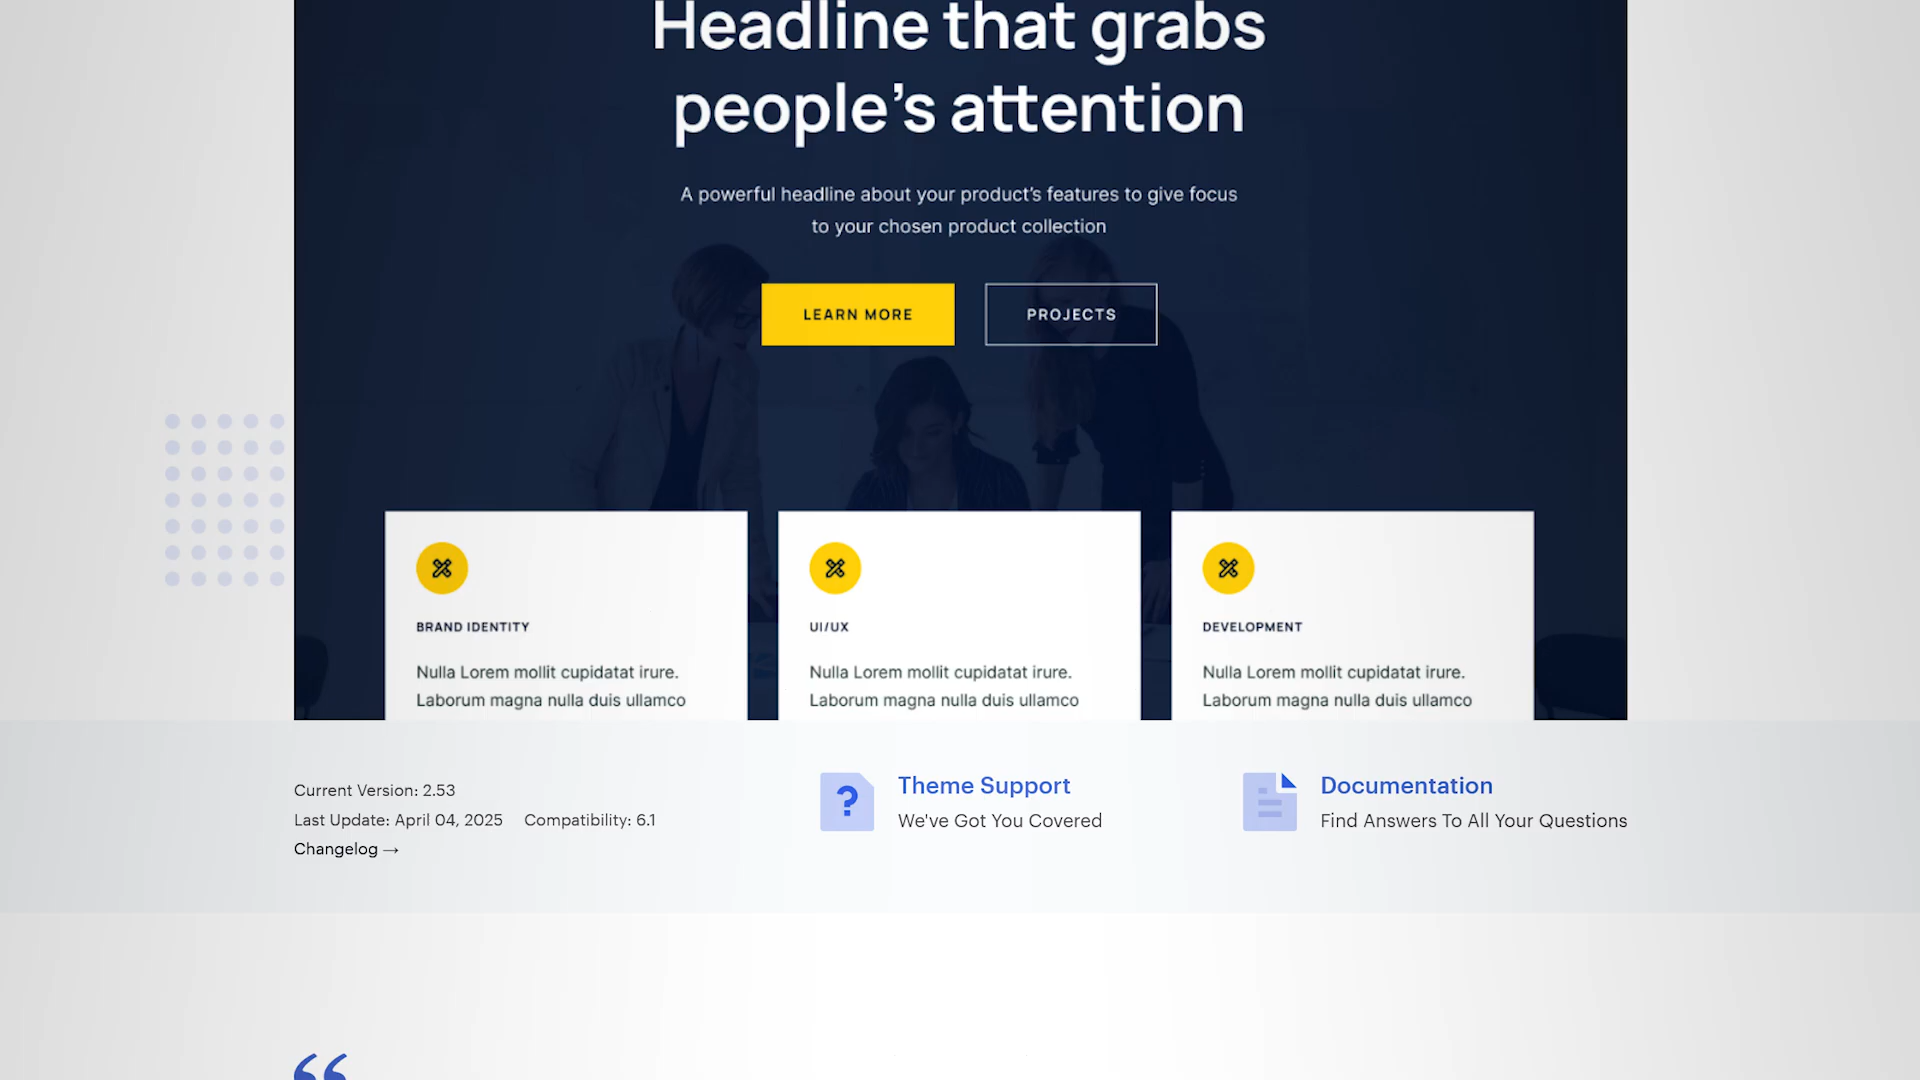 Headline that grabs
people's attention
A powerful headline about your product's features to give focus
to your chosen product collection
LEARN MORE
PROJECTS
BRAND IDENTITY
Nulla Lorem mollit cupidatat irure.
Laborum magna nulla duis ullamco
UI/UX
Nulla Lorem mollit cupidatat irure.
Laborum magna nulla duis ullamco
DEVELOPMENT
Nulla Lorem mollit cupidatat irure.
Laborum magna nulla duis ullamco
Current Version: 2.53
Last Update: April 04, 2025 Compatibility: 6.1
Changelog →
?
Theme Support
We've Got You Covered
Documentation
Find Answers To All Your Questions
“